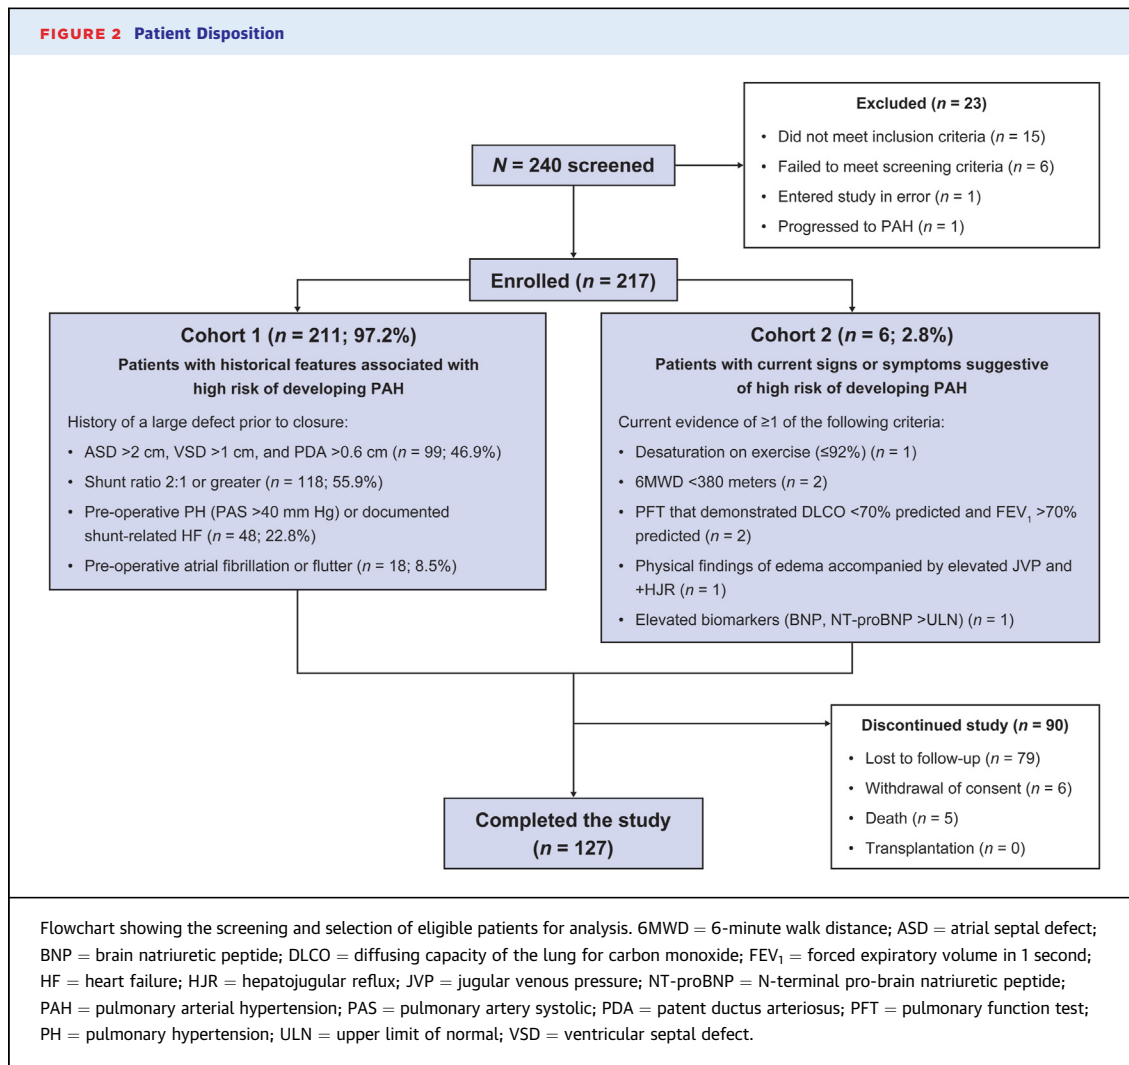 FIGURE 2 Patient Disposition
Excluded (n = 23)
• Did not meet inclusion criteria (n = 15)
• Failed to meet screening criteria (n = 6)
• Entered study in error (n = 1)
• Progressed to PAH (n = 1)
N = 240 screened
Enrolled (n = 217)
Cohort 1 (n = 211; 97.2%)
Patients with historical features associated with
high risk of developing PAH
History of a large defect prior to closure:
• ASD >2 cm, VSD >1 cm, and PDA >0.6 cm (n = 99; 46.9%)
• Shunt ratio 2:1 or greater (n = 118; 55.9%)
• Pre-operative PH (PAS >40 mm Hg) or documented
shunt-related HF (n = 48; 22.8%)
• Pre-operative atrial fibrillation or flutter (n = 18; 8.5%)
Cohort 2 (n = 6; 2.8%)
Patients with current signs or symptoms suggestive
of high risk of developing PAH
Current evidence of ≥1 of the following criteria:
• Desaturation on exercise (≤92%) (n = 1)
• 6MWD <380 meters (n = 2)
• PFT that demonstrated DLCO <70% predicted and FEV₁ >70%
predicted (n = 2)
• Physical findings of edema accompanied by elevated JVP and
+HJR (n = 1)
• Elevated biomarkers (BNP, NT-proBNP >ULN) (n = 1)
Discontinued study (n = 90)
• Lost to follow-up (n = 79)
• Withdrawal of consent (n = 6)
• Death (n = 5)
• Transplantation (n = 0)
Completed the study
(n = 127)
Flowchart showing the screening and selection of eligible patients for analysis. 6MWD = 6-minute walk distance; ASD = atrial septal defect;
BNP = brain natriuretic peptide; DLCO = diffusing capacity of the lung for carbon monoxide; FEV₁ = forced expiratory volume in 1 second;
HF = heart failure; HJR = hepatojugular reflux; JVP = jugular venous pressure; NT-proBNP = N-terminal pro-brain natriuretic peptide;
PAH = pulmonary arterial hypertension; PAS = pulmonary artery systolic; PDA = patent ductus arteriosus; PFT = pulmonary function test;
PH = pulmonary hypertension; ULN = upper limit of normal; VSD = ventricular septal defect.